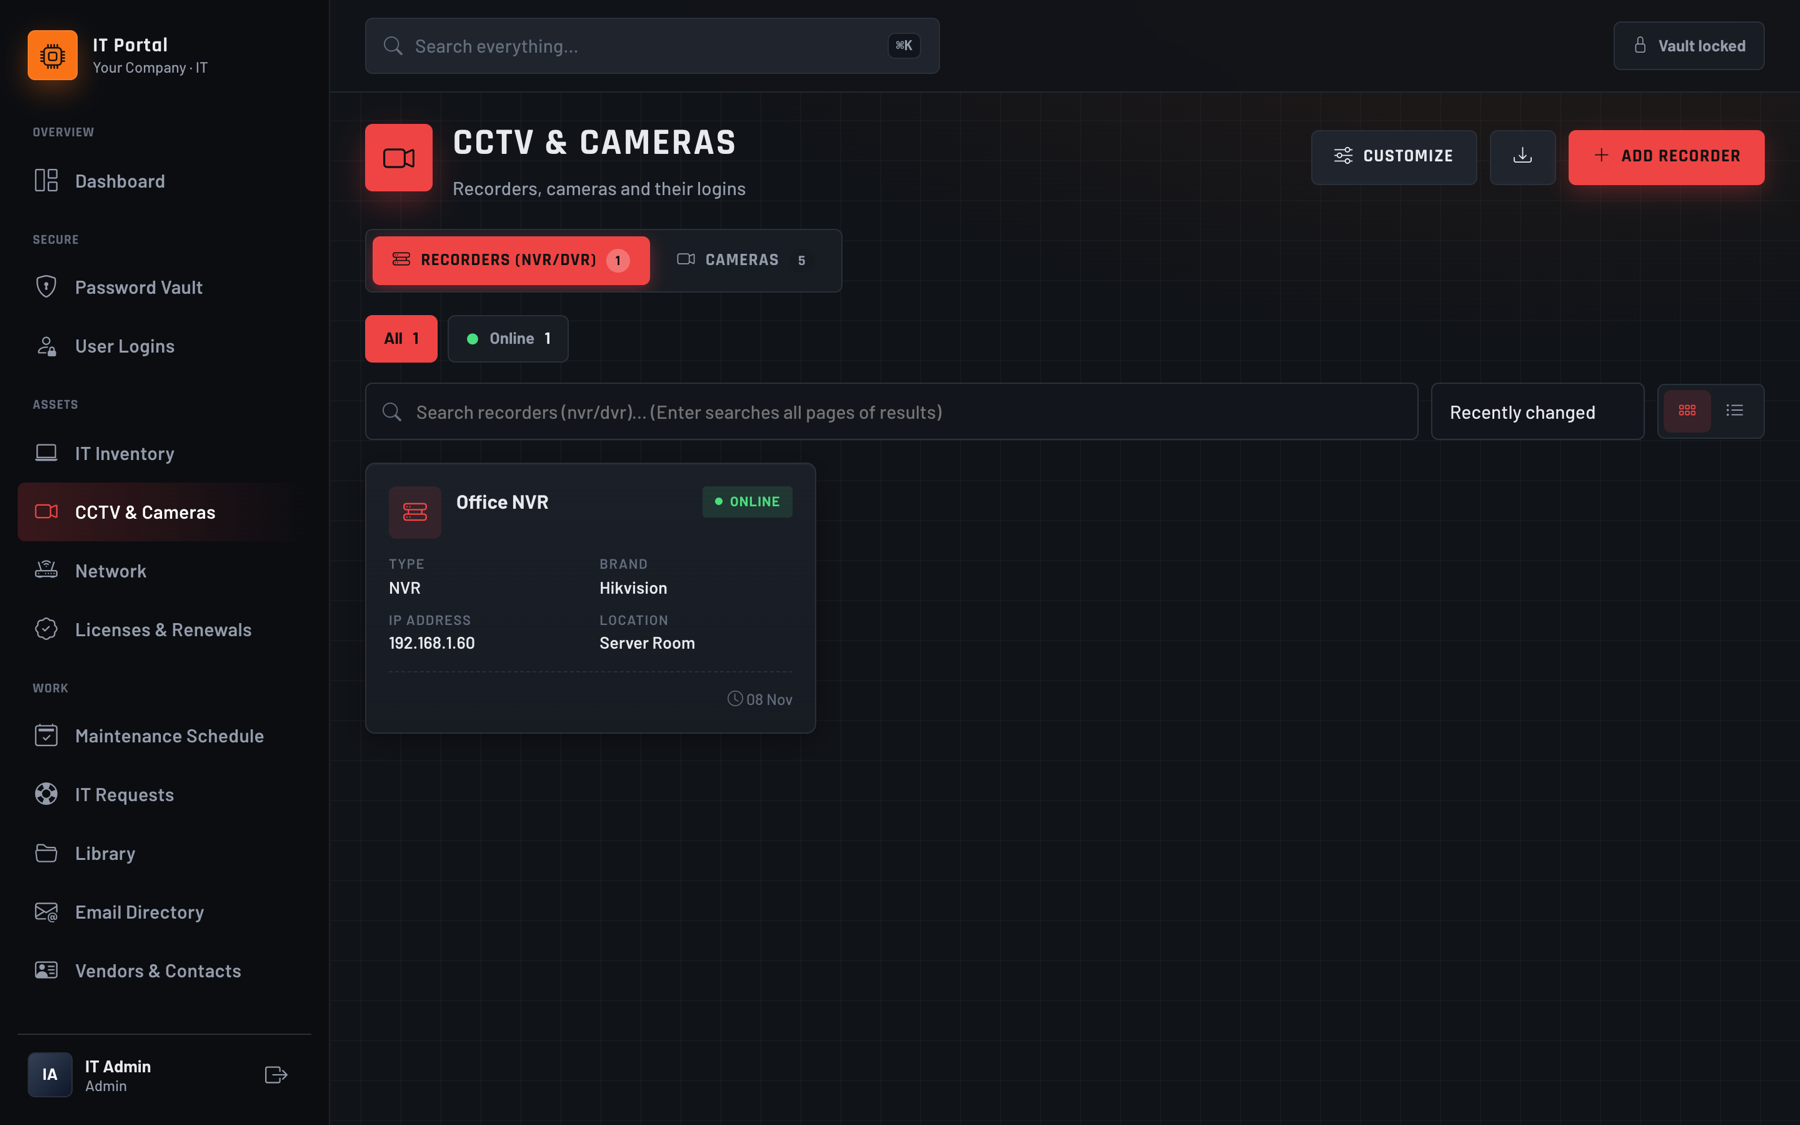 IT Portal
Your Company · IT
OVERVIEW
Dashboard
SECURE
Password Vault
User Logins
ASSETS
IT Inventory
CCTV & Cameras
Network
Licenses & Renewals
WORK
Maintenance Schedule
IT Requests
Library
Email Directory
Vendors & Contacts
IA
IT Admin
Admin
Search everything...
⌘K
Vault locked
CCTV & CAMERAS
Recorders, cameras and their logins
CUSTOMIZE
ADD RECORDER
RECORDERS (NVR/DVR) 1
CAMERAS 5
All 1
Online 1
Search recorders (nvr/dvr)... (Enter searches all pages of results)
Recently changed
Office NVR
ONLINE
TYPE
NVR
BRAND
Hikvision
IP ADDRESS
192.168.1.60
LOCATION
Server Room
08 Nov